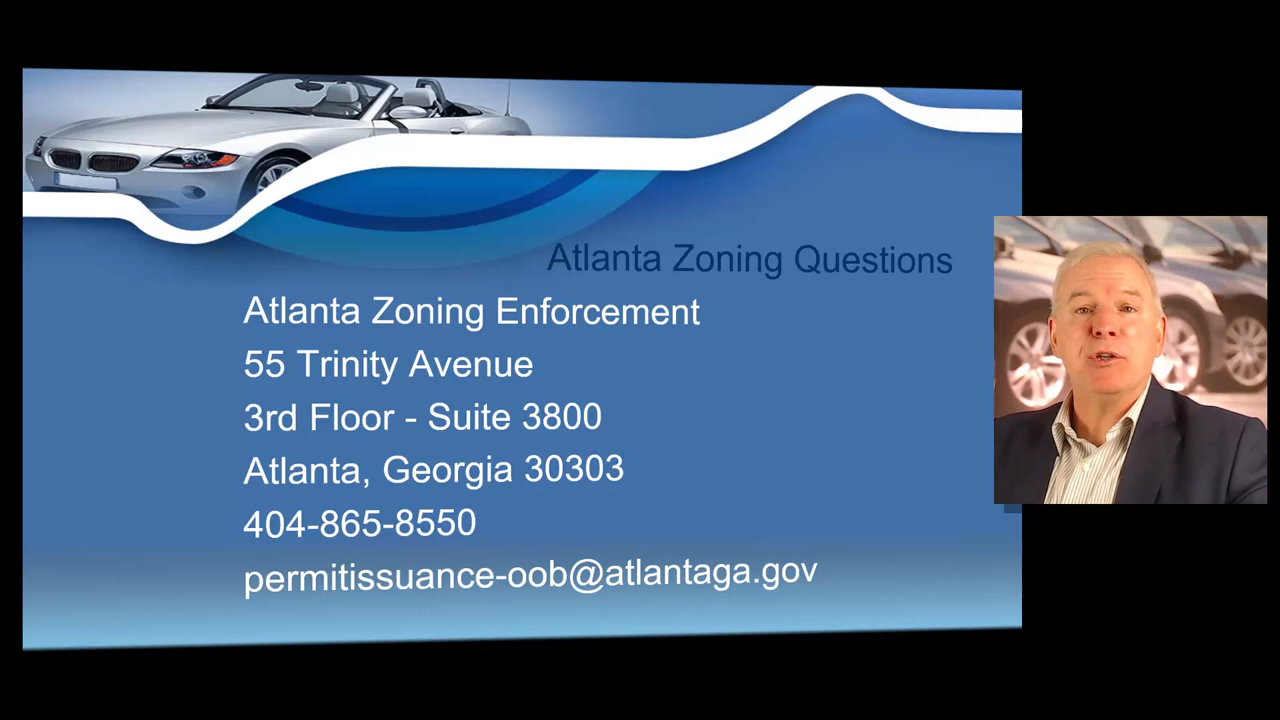 Atlanta Zoning Questions
Atlanta Zoning Enforcement
55 Trinity Avenue
3rd Floor - Suite 3800
Atlanta, Georgia 30303
404-865-8550
permitissuance-oob@atlantaga.gov